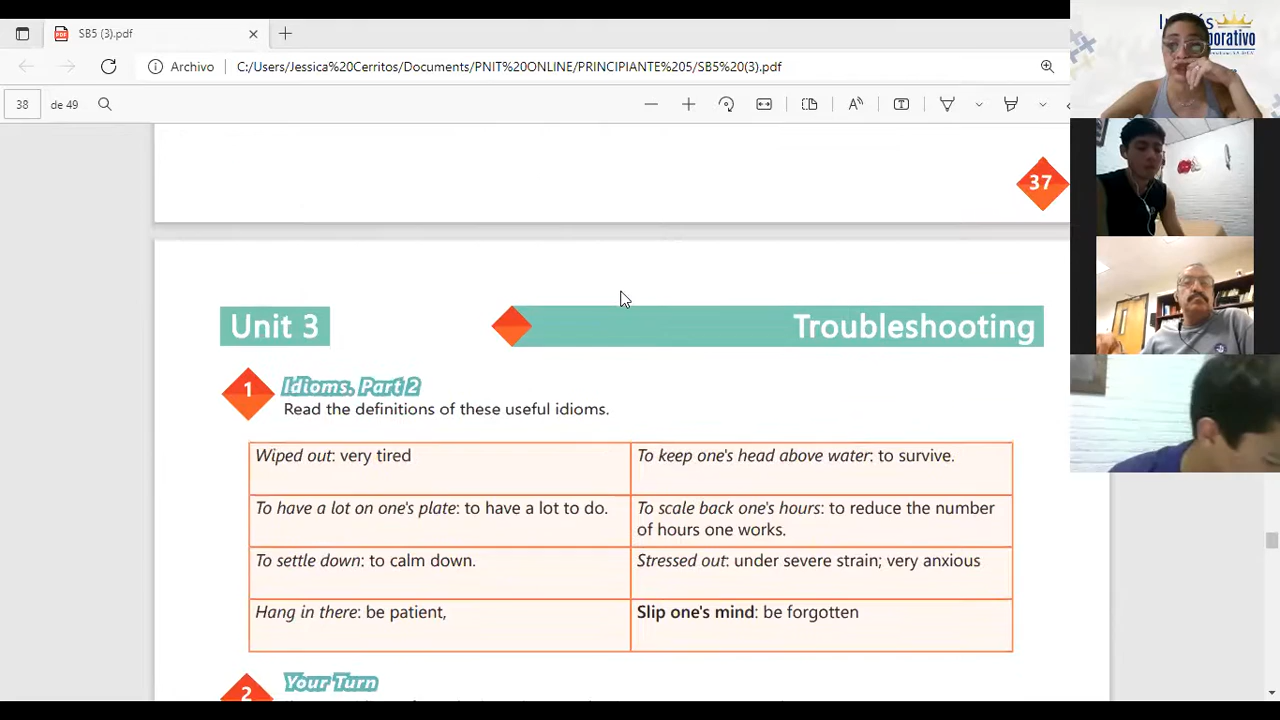 SB5 (3).pdf
Archivo
C:/Users/Jessica%20Cerritos/Documents/PNIT%20ONLINE/PRINCIPIANTE%205/SB5%20(3).pdf
38
de 49
37
Unit 3
Troubleshooting
1
Idioms. Part 2
Read the definitions of these useful idioms.
Wiped out: very tired
To keep one's head above water: to survive.
To have a lot on one's plate: to have a lot to do.
To scale back one's hours: to reduce the number
of hours one works.
To settle down: to calm down.
Stressed out: under severe strain; very anxious
Hang in there: be patient,
Slip one's mind: be forgotten
2
Your Turn